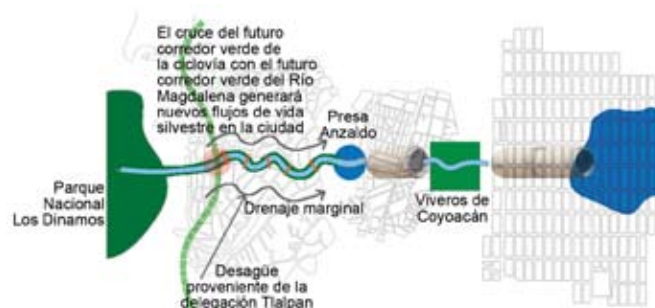 El cruce del futuro
corredor verde de
la ciclovía con el futuro
corredor verde del Río
Magdalena generará
nuevos flujos de vida
silvestre en la ciudad
Presa
Anzaldo
Parque
Nacional
Los Dinamos
Drenaje marginal
Viveros de
Coyoacán
Desagüe
proveniente de la
delegación Tlalpan